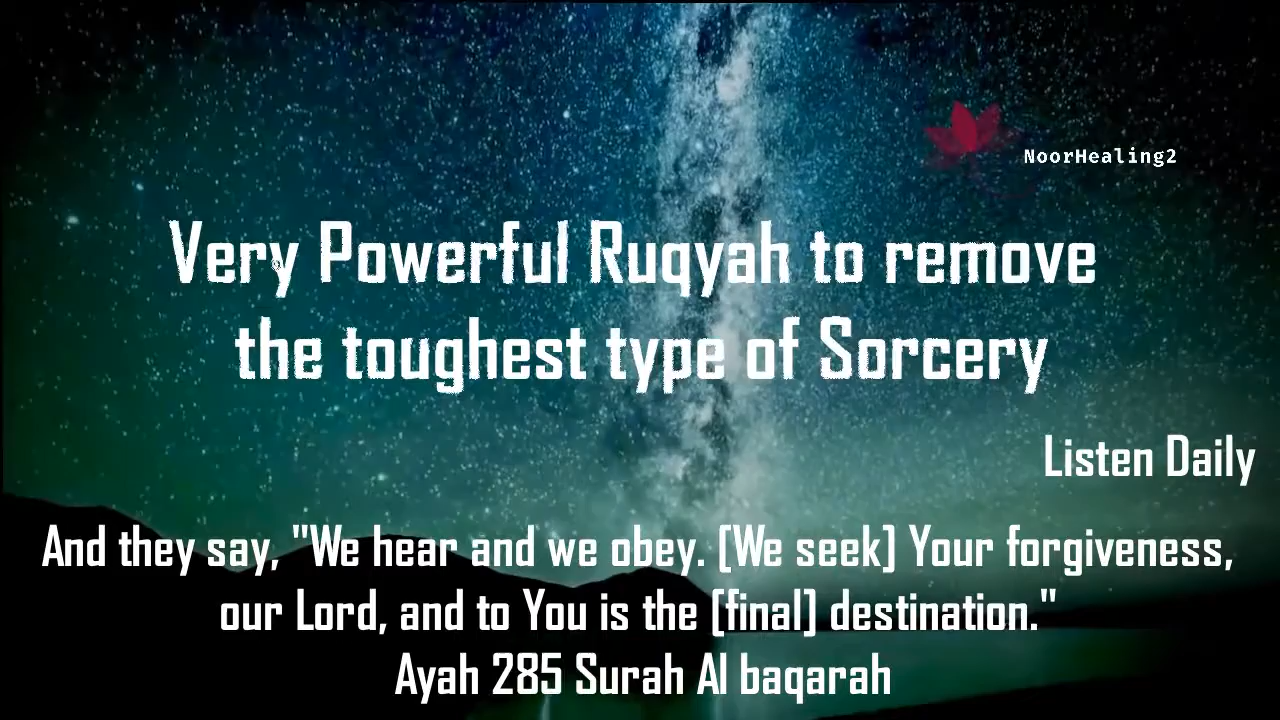 NoorHealing2
Very Powerful Ruqyah to remove
the toughest type of Sorcery
Listen Daily
And they say, "We hear and we obey. [We seek] Your forgiveness,
our Lord, and to You is the [final] destination."
Ayah 285 Surah Al baqarah